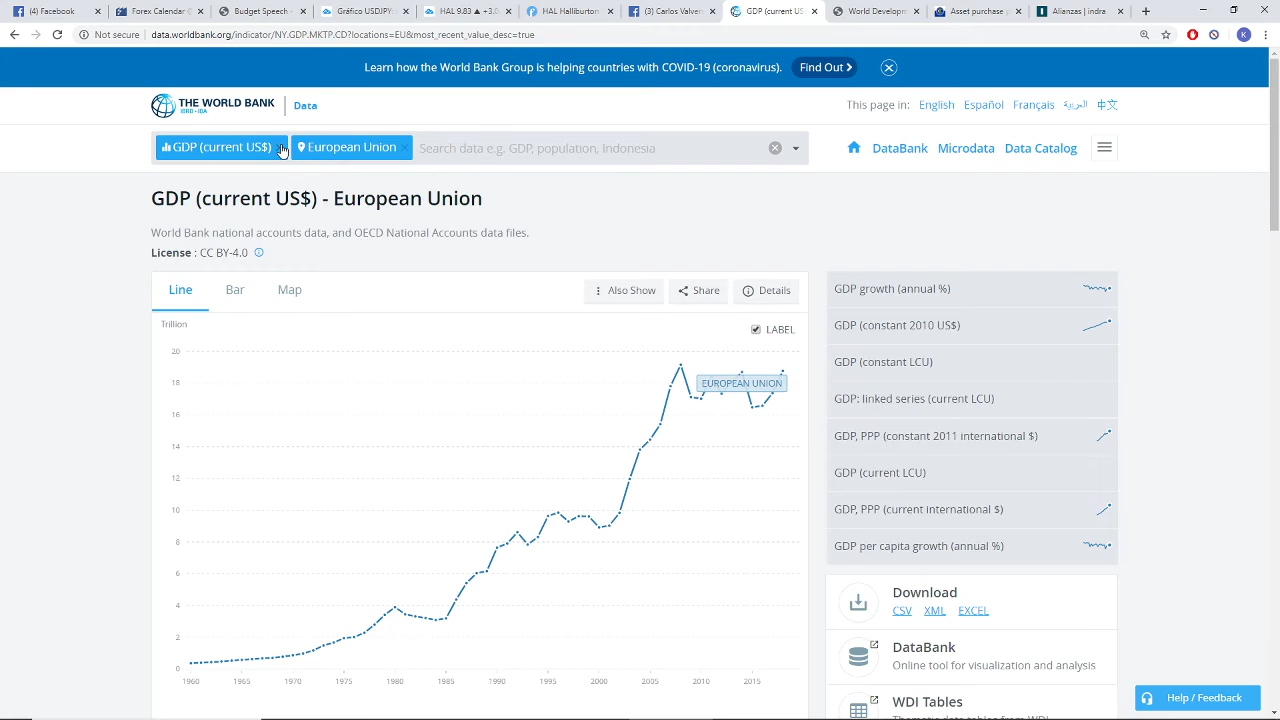 (4) Facebook
Forex Calendar @
Budget Speech -
Gráfico USDJPY
HAL 9.83 ▲ +3.
HAL Halliburton
(3) Carlos Valver
GDP (current US
World Developm
Asset purchase
Alianzas | indra
Not secure
data.worldbank.org/indicator/NY.GDP.MKTP.CD?locations=EU&most_recent_value_desc=true
K
Learn how the World Bank Group is helping countries with COVID-19 (coronavirus).
Find Out
THE WORLD BANK
IBRD • IDA
Data
This page in: English Español Français العربية 中文
GDP (current US$)
European Union
Search data e.g. GDP, population, Indonesia
DataBank Microdata Data Catalog
GDP (current US$) - European Union
World Bank national accounts data, and OECD National Accounts data files.
License : CC BY-4.0
Line Bar Map
Also Show
Share
Details
Trillion
LABEL
20
18
16
14
12
10
8
6
4
2
0
EUROPEAN UNION
1960 1965 1970 1975 1980 1985 1990 1995 2000 2005 2010 2015
GDP growth (annual %)
GDP (constant 2010 US$)
GDP (constant LCU)
GDP: linked series (current LCU)
GDP, PPP (constant 2011 international $)
GDP (current LCU)
GDP, PPP (current international $)
GDP per capita growth (annual %)
Download
CSV XML EXCEL
DataBank
Online tool for visualization and analysis
WDI Tables
Thematic data tables from WDI
Help / Feedback